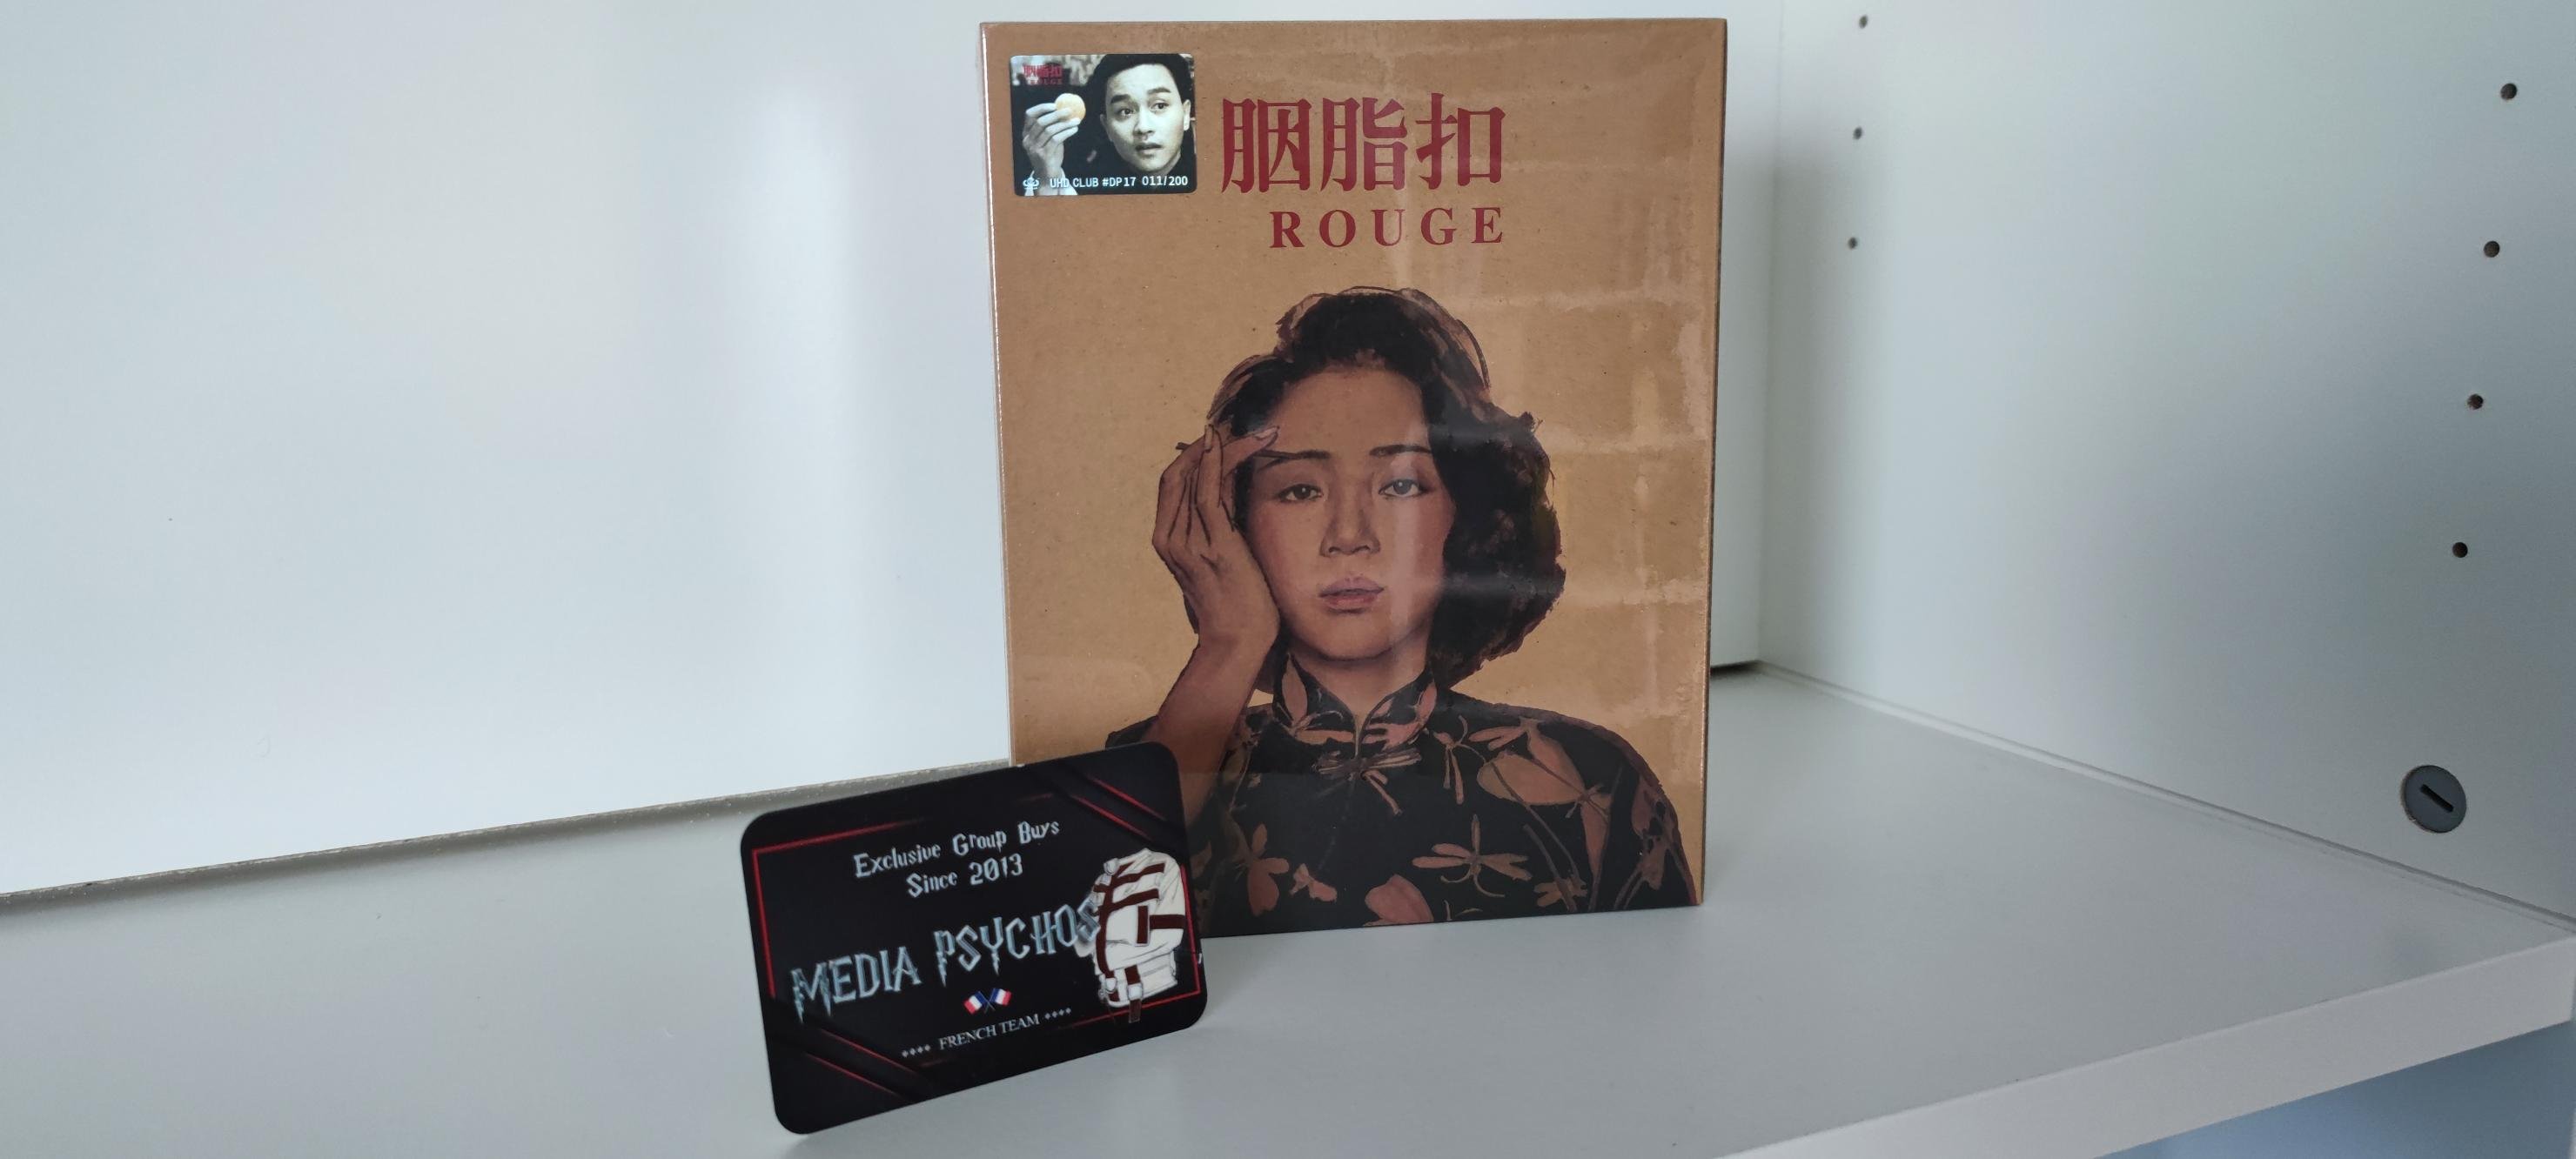 胭脂扣
ROUGE
UHD CLUB #DP17 011/200
胭脂扣
ROUGE
Exclusive Group Buys
Since 2013
MEDIA PSYCHOS
FRENCH TEAM